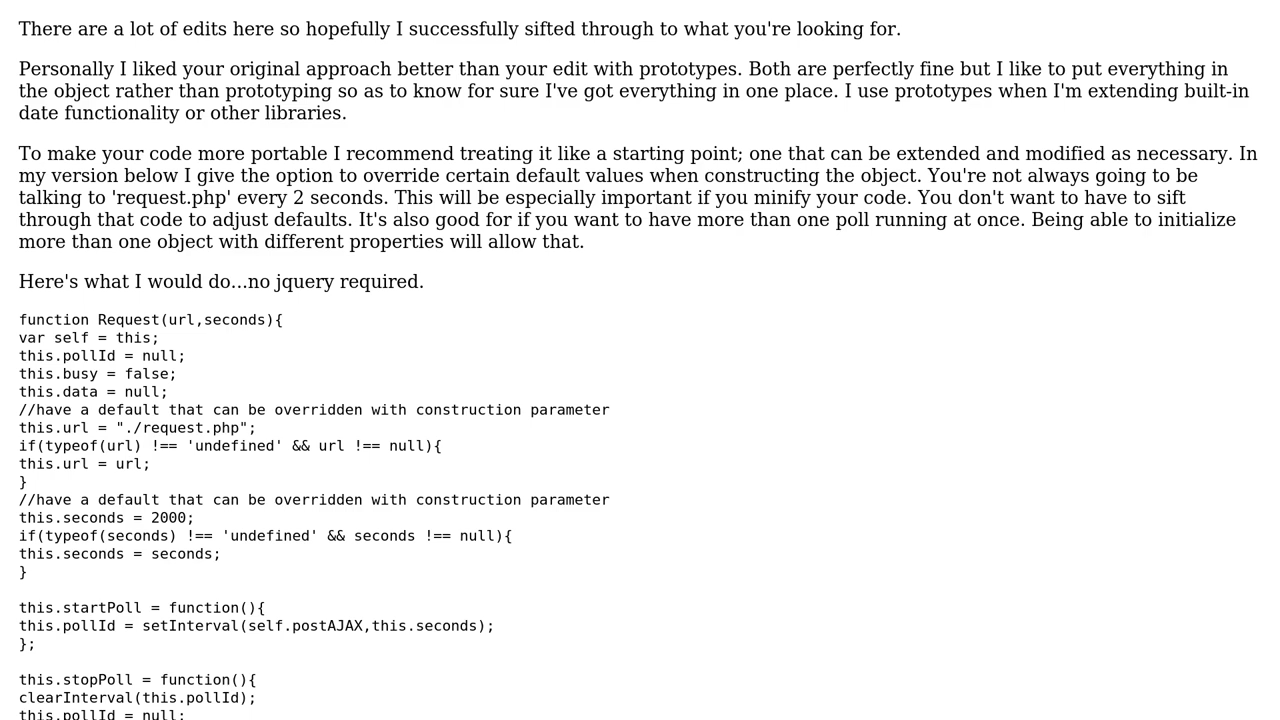 There are a lot of edits here so hopefully I successfully sifted through to what you're looking for.
Personally I liked your original approach better than your edit with prototypes. Both are perfectly fine but I like to put everything in
the object rather than prototyping so as to know for sure I've got everything in one place. I use prototypes when I'm extending built-in
date functionality or other libraries.
To make your code more portable I recommend treating it like a starting point; one that can be extended and modified as necessary. In
my version below I give the option to override certain default values when constructing the object. You're not always going to be
talking to 'request.php' every 2 seconds. This will be especially important if you minify your code. You don't want to have to sift
through that code to adjust defaults. It's also good for if you want to have more than one poll running at once. Being able to initialize
more than one object with different properties will allow that.
Here's what I would do...no jquery required.
function Request(url,seconds){
var self = this;
this.pollId = null;
this.busy = false;
this.data = null;
//have a default that can be overridden with construction parameter
this.url = "./request.php";
if(typeof(url) !== 'undefined' && url !== null){
this.url = url;
}
//have a default that can be overridden with construction parameter
this.seconds = 2000;
if(typeof(seconds) !== 'undefined' && seconds !== null){
this.seconds = seconds;
}
this.startPoll = function(){
this.pollId = setInterval(self.postAJAX,this.seconds);
};
this.stopPoll = function(){
clearInterval(this.pollId);
this.pollId = null;